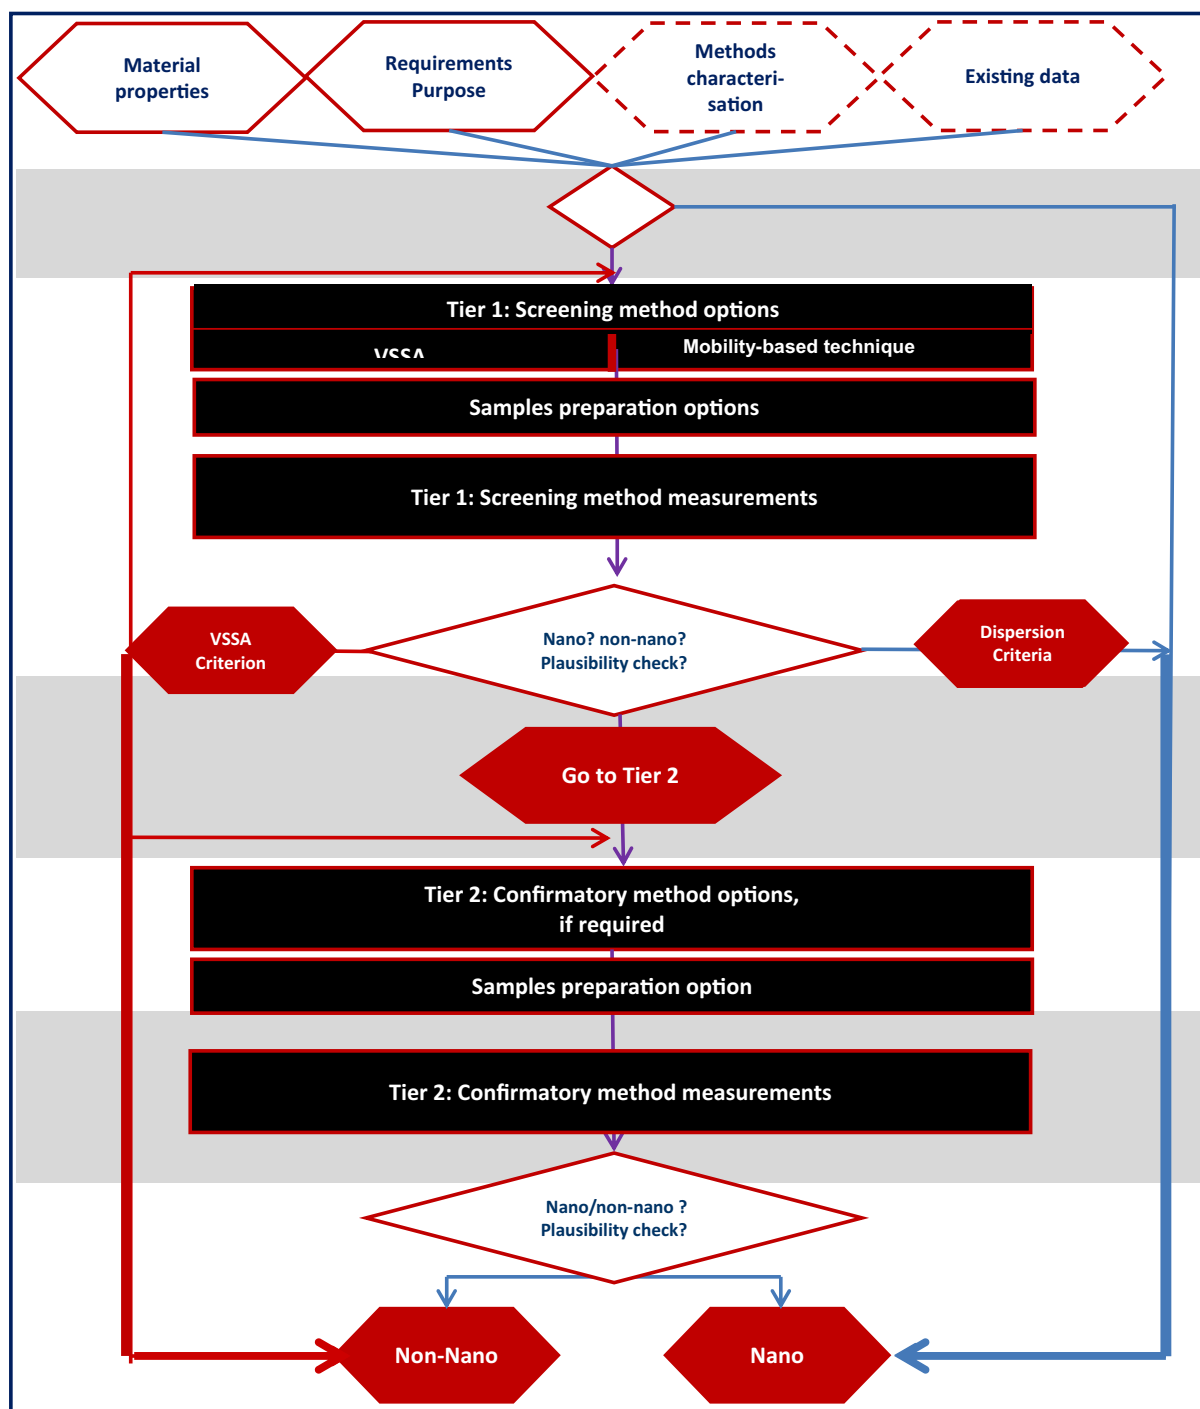 Material
properties
Requirements
Purpose
Methods
characteri-
sation
Existing data
Tier 1: Screening method options
VSSA
Mobility-based technique
Samples preparation options
Tier 1: Screening method measurements
VSSA
Criterion
Nano? non-nano?
Plausibility check?
Dispersion
Criteria
Go to Tier 2
Tier 2: Confirmatory method options,
if required
Samples preparation option
Tier 2: Confirmatory method measurements
Nano/non-nano ?
Plausibility check?
Non-Nano
Nano